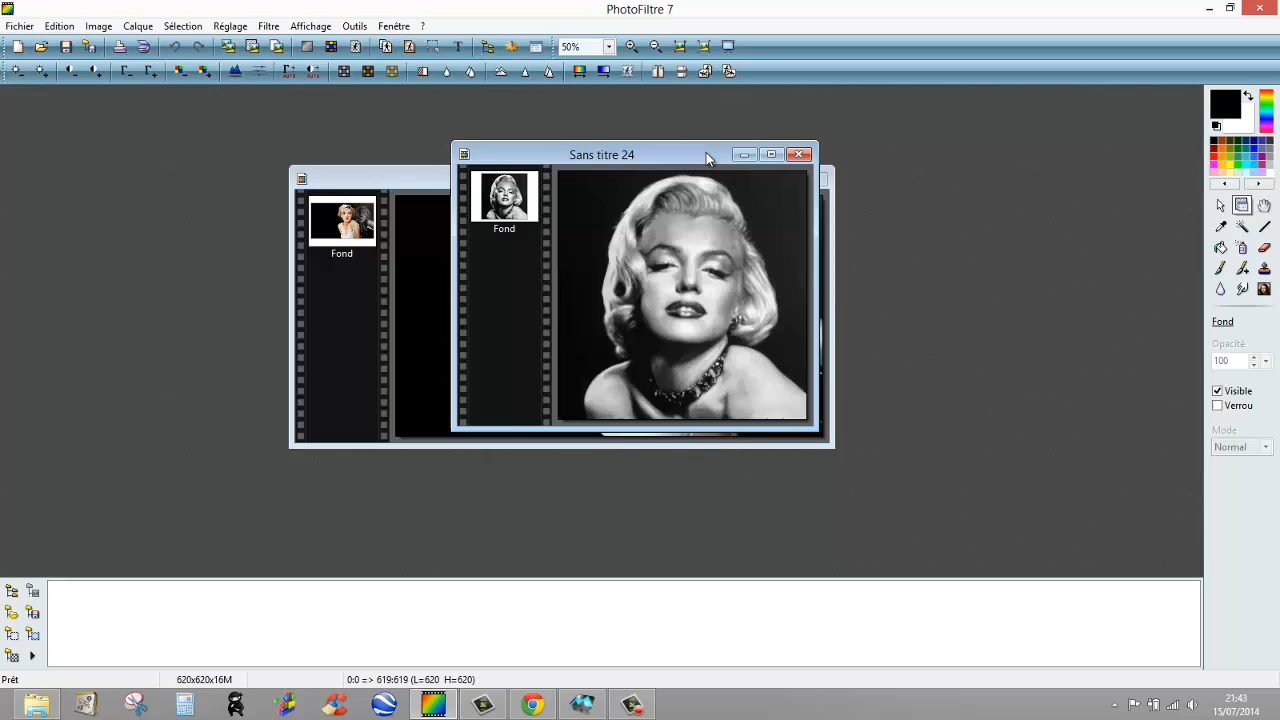 PhotoFiltre 7
Fichier Edition Image Calque Sélection Réglage Filtre Affichage Outils Fenêtre ?
50%
AUTO AUTO
Sans titre 24
Fond
Fond
Fond
Opacité
100
Visible
Verrou
Mode
Normal
Prêt 620x620x16M 0:0 => 619:619 (L=620 H=620)
21:43
15/07/2014